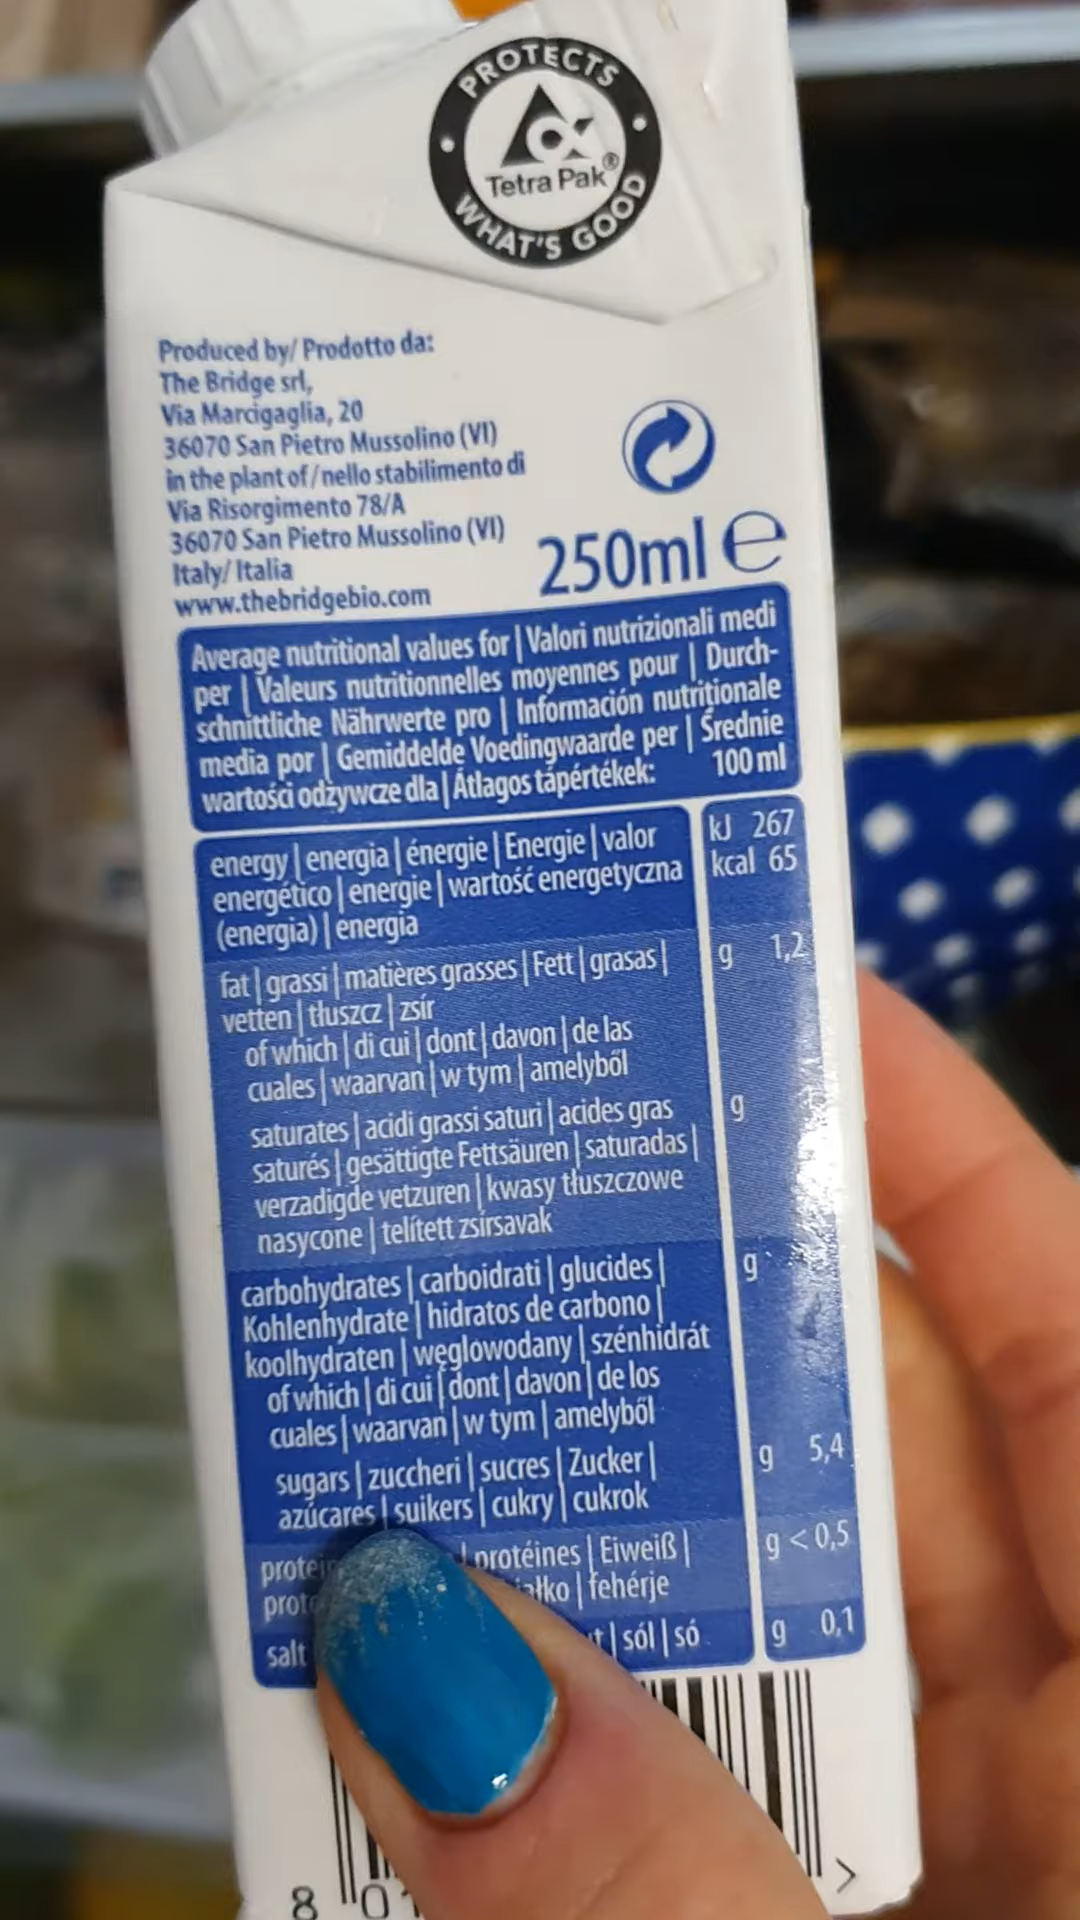 PROTECTS
Tetra Pak®
WHAT'S GOOD
Produced by/ Prodotto da:
The Bridge srl,
Via Marcigaglia, 20
36070 San Pietro Mussolino (VI)
in the plant of/nello stabilimento di
Via Risorgimento 78/A
36070 San Pietro Mussolino (VI)
Italy/ Italia
www.thebridgebio.com
250ml e
Average nutritional values for | Valori nutrizionali medi
per | Valeurs nutritionnelles moyennes pour | Durch-
schnittliche Nährwerte pro | Información nutritionale
media por | Gemiddelde Voedingwaarde per | Średnie
wartości odżywcze dla | Átlagos tápértékek: 100 ml
energy | energia | énergie | Energie | valor kJ 267
energético | energie | wartość energetyczna kcal 65
(energia) | energia
fat | grassi | matières grasses | Fett | grasas | g 1,2
vetten | tłuszcz | zsír
of which | di cui | dont | davon | de las
cuales | waarvan | w tym | amelyből
saturates | acidi grassi saturi | acides gras g
saturés | gesättigte Fettsäuren | saturadas |
verzadigde vetzuren | kwasy tłuszczowe
nasycone | telített zsírsavak
carbohydrates | carboidrati | glucides | g
Kohlenhydrate | hidratos de carbono |
koolhydraten | węglowodany | szénhidrát
of which | di cui | dont | davon | de los
cuales | waarvan | w tym | amelyből
sugars | zuccheri | sucres | Zucker | g 5,4
azúcares | suikers | cukry | cukrok
| protéines | Eiweiß | g < 0,5
| fehérje
salt | sól | só g 0,1
8 >